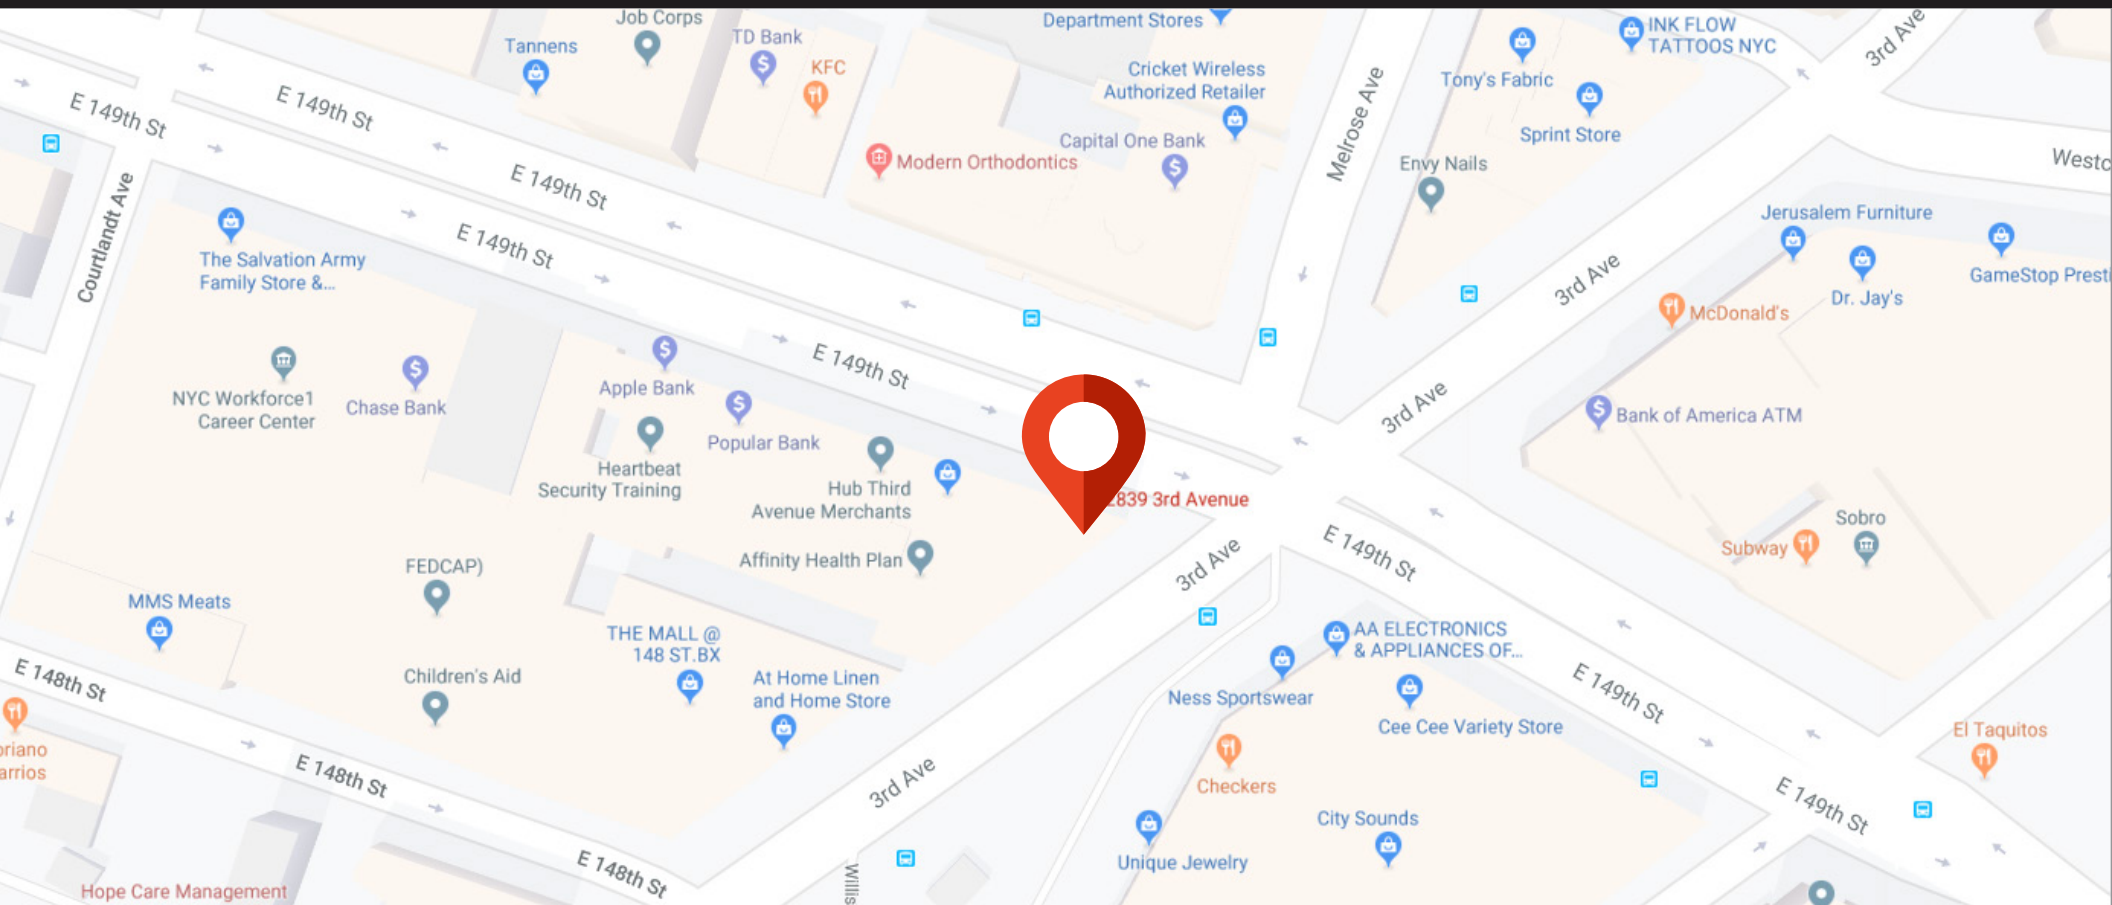 Job Corps
Department Stores
INK FLOW
TATTOOS NYC
3rd Ave
Tannens
TD Bank
KFC
Cricket Wireless
Authorized Retailer
Tony's Fabric
Sprint Store
E 149th St
E 149th St
Melrose Ave
Capital One Bank
Modern Orthodontics
Envy Nails
Westc
E 149th St
Courtlandt Ave
E 149th St
The Salvation Army
Family Store &...
Jerusalem Furniture
Dr. Jay's
GameStop Presti
3rd Ave
McDonald's
E 149th St
NYC Workforce1
Career Center
Chase Bank
Apple Bank
Popular Bank
3rd Ave
Bank of America ATM
Heartbeat
Security Training
Hub Third
Avenue Merchants
839 3rd Avenue
Sobro
Subway
Affinity Health Plan
3rd Ave
E 149th St
FEDCAP)
MMS Meats
THE MALL @
148 ST.BX
AA ELECTRONICS
& APPLIANCES OF...
Children's Aid
At Home Linen
and Home Store
Ness Sportswear
Cee Cee Variety Store
E 149th St
E 148th St
El Taquitos
oriano
arrios
E 148th St
3rd Ave
Checkers
E 149th St
City Sounds
Unique Jewelry
E 148th St
Willis
Hope Care Management